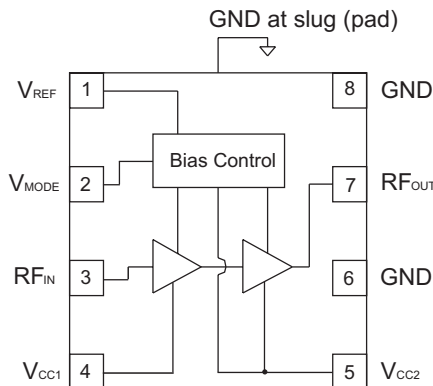 GND at slug (pad)
VREF 1
8 GND
Bias Control
VMODE 2
7 RFOUT
RFIN 3
6 GND
VCC1 4
5 VCC2